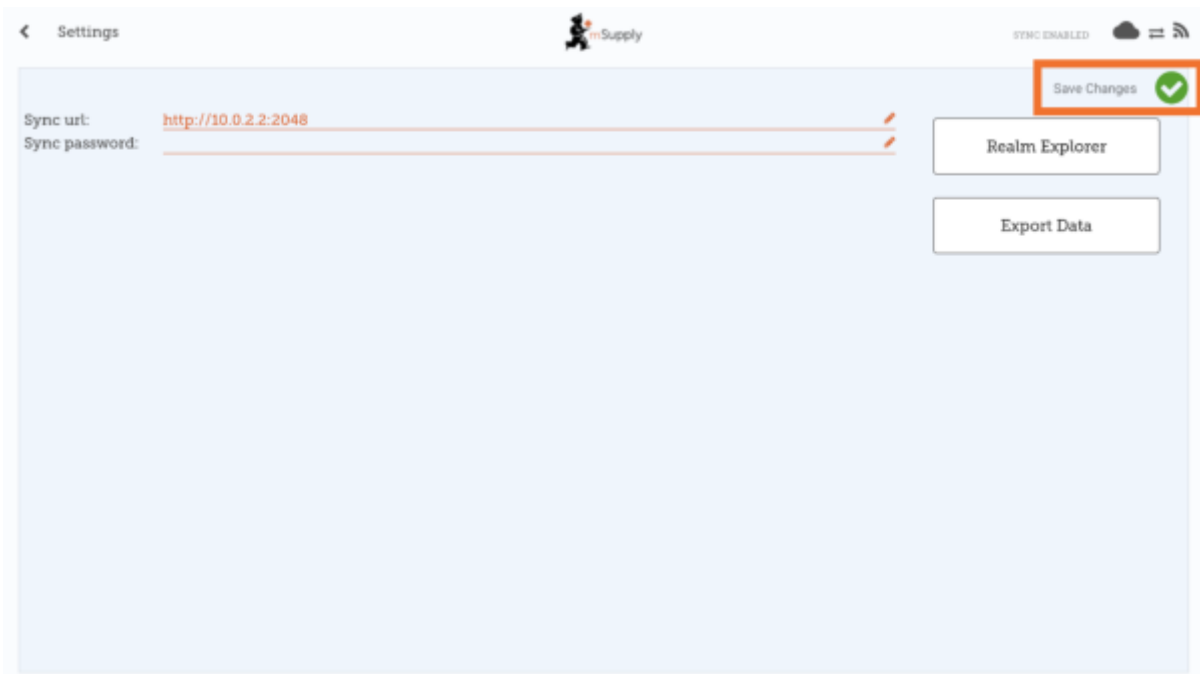 Settings
mSupply
SYNC ENABLED
Save Changes
Sync url: http://10.0.2.2:2048
Sync password:
Realm Explorer
Export Data